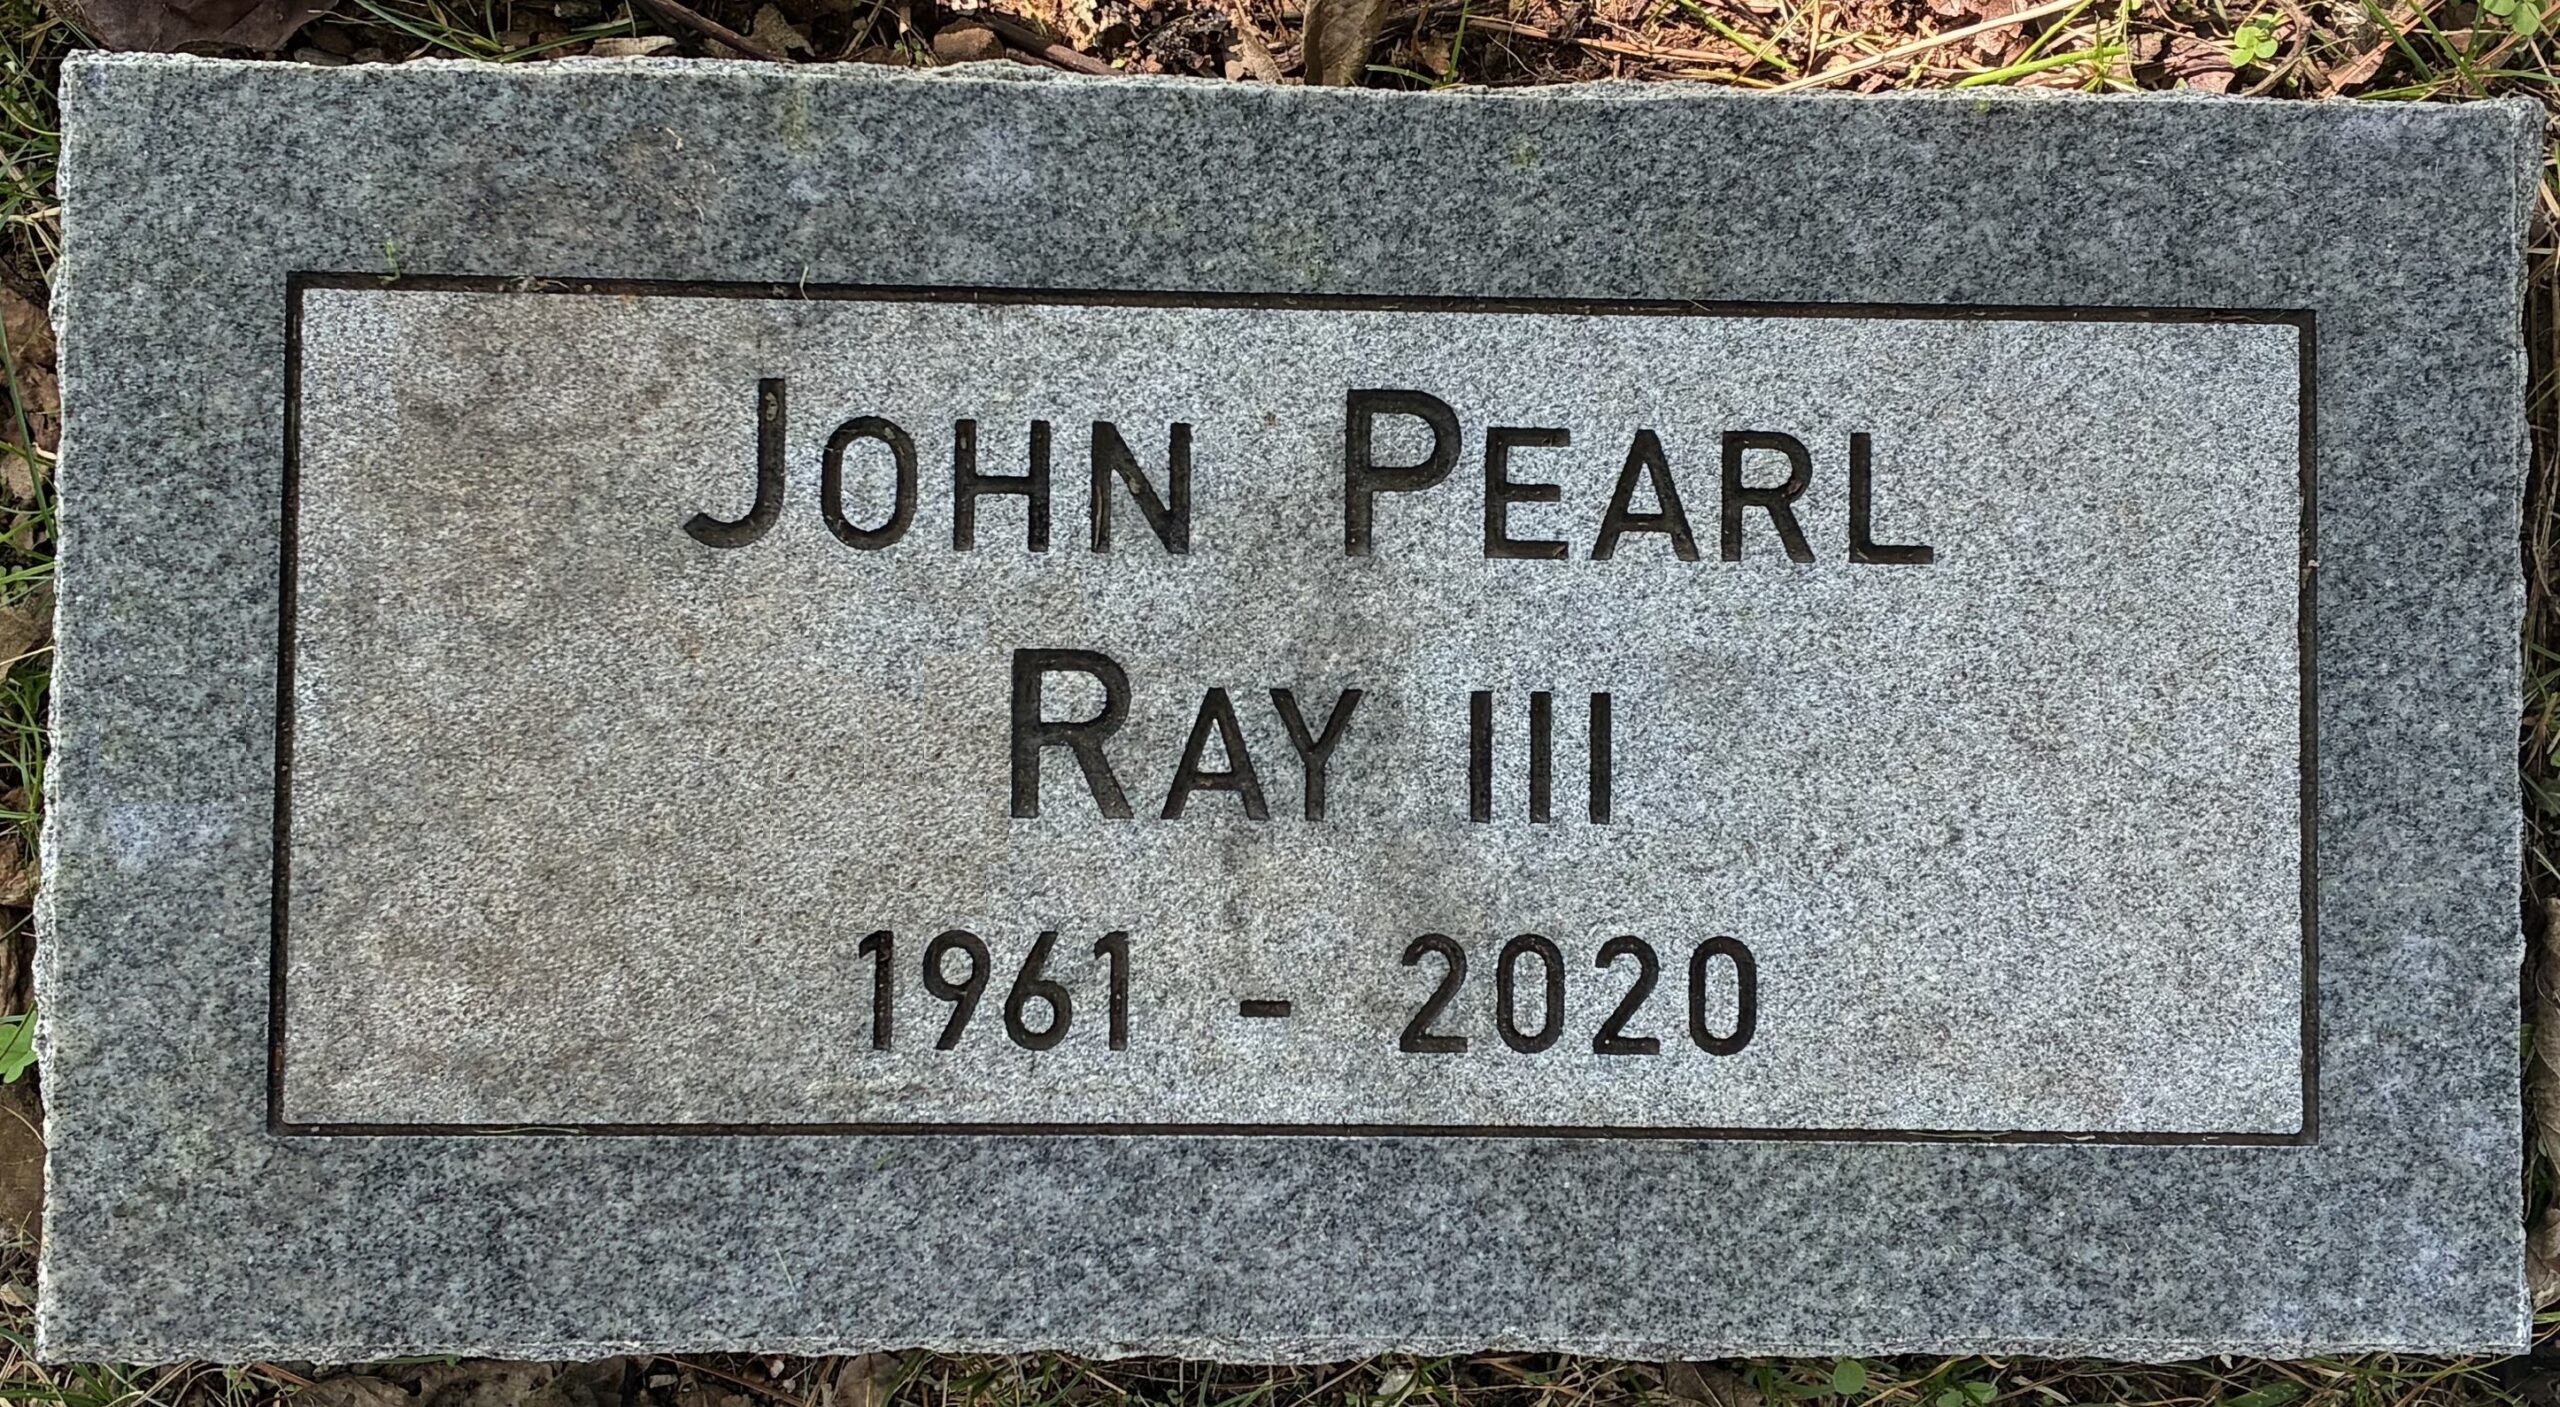 JOHN PEARL
RAY III
1961 - 2020